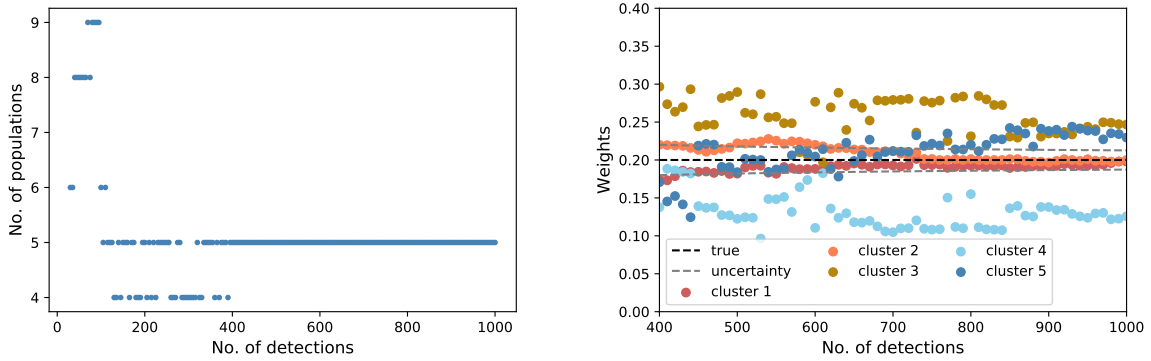 No. of populations
9
8
7
6
5
4
0
200
400
600
800
1000
No. of detections
Weights
0.40
0.35
0.30
0.25
0.20
0.15
0.10
0.05
0.00
true
uncertainty
cluster 1
cluster 2
cluster 3
cluster 4
cluster 5
400
500
600
700
800
900
1000
No. of detections